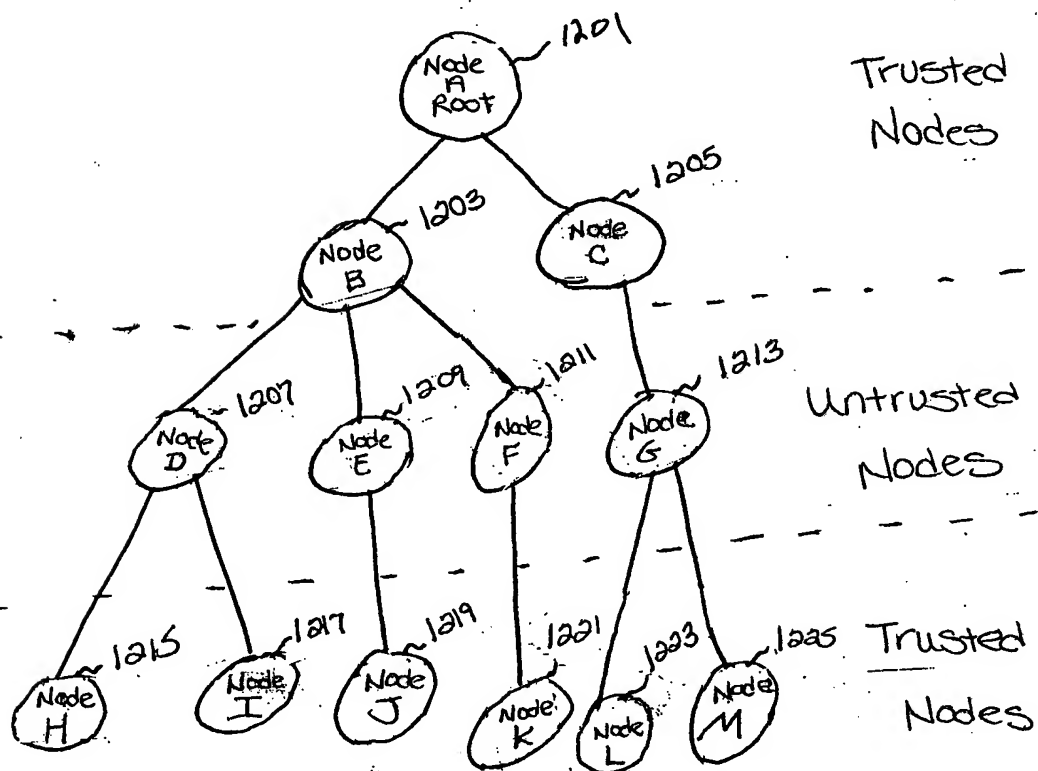 1201
Node
A
Root
Trusted
Nodes
1203
1205
Node
B
Node
C
1207
1209
1211
1213
Node
D
Node
E
Node
F
Node
G
Untrusted
Nodes
1215
1217
1219
1221
1223
1225
Node
H
Node
I
Node
J
Node
K
Node
L
Node
M
Trusted
Nodes